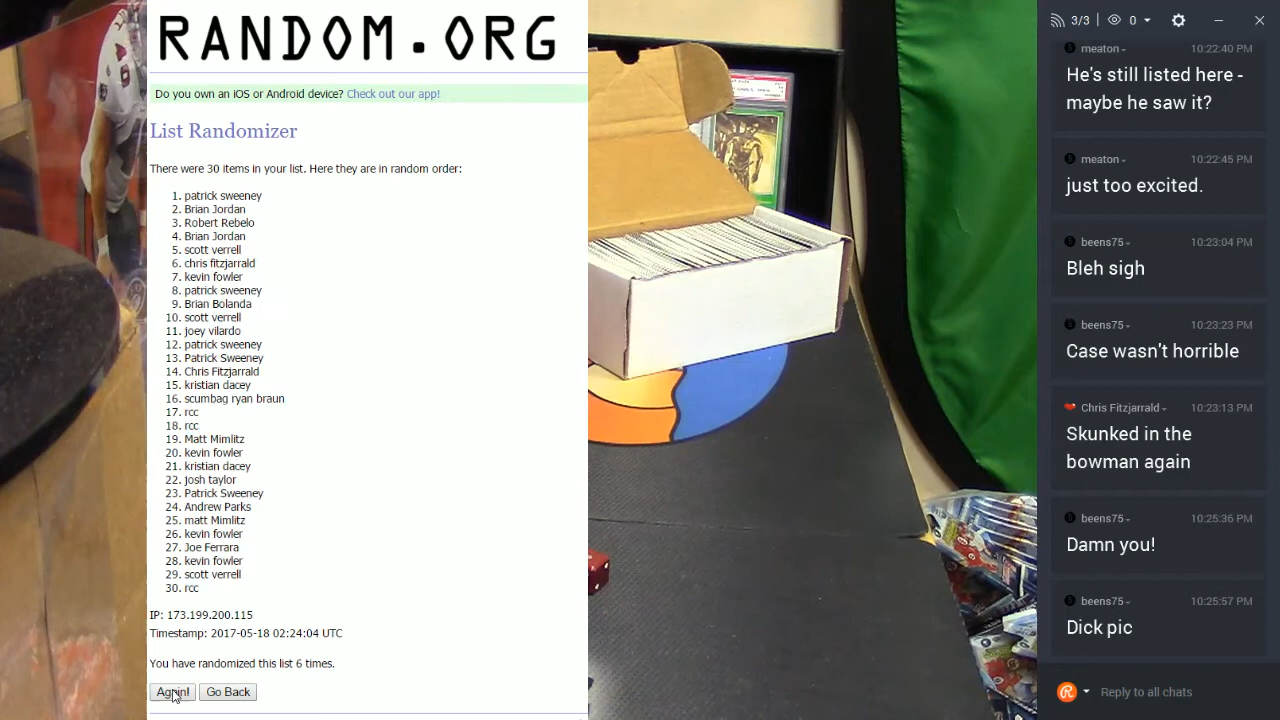 RANDOM.ORG
Do you own an iOS or Android device? Check out our app!
List Randomizer
There were 30 items in your list. Here they are in random order:
1. patrick sweeney
2. Brian Jordan
3. Robert Rebelo
4. Brian Jordan
5. scott verrell
6. chris fitzjarrald
7. kevin fowler
8. patrick sweeney
9. Brian Bolanda
10. scott verrell
11. joey vilardo
12. patrick sweeney
13. Patrick Sweeney
14. Chris Fitzjarrald
15. kristian dacey
16. scumbag ryan braun
17. rcc
18. rcc
19. Matt Mimlitz
20. kevin fowler
21. kristian dacey
22. josh taylor
23. Patrick Sweeney
24. Andrew Parks
25. matt Mimlitz
26. kevin fowler
27. Joe Ferrara
28. kevin fowler
29. scott verrell
30. rcc
IP: 173.199.200.115
Timestamp: 2017-05-18 02:24:04 UTC
You have randomized this list 6 times.
Again! Go Back
3/3 0
meaton 10:22:40 PM
He's still listed here -
maybe he saw it?
meaton 10:22:45 PM
just too excited.
beens75 10:23:04 PM
Bleh sigh
beens75 10:23:23 PM
Case wasn't horrible
Chris Fitzjarrald 10:23:13 PM
Skunked in the
bowman again
beens75 10:25:36 PM
Damn you!
beens75 10:25:57 PM
Dick pic
Reply to all chats